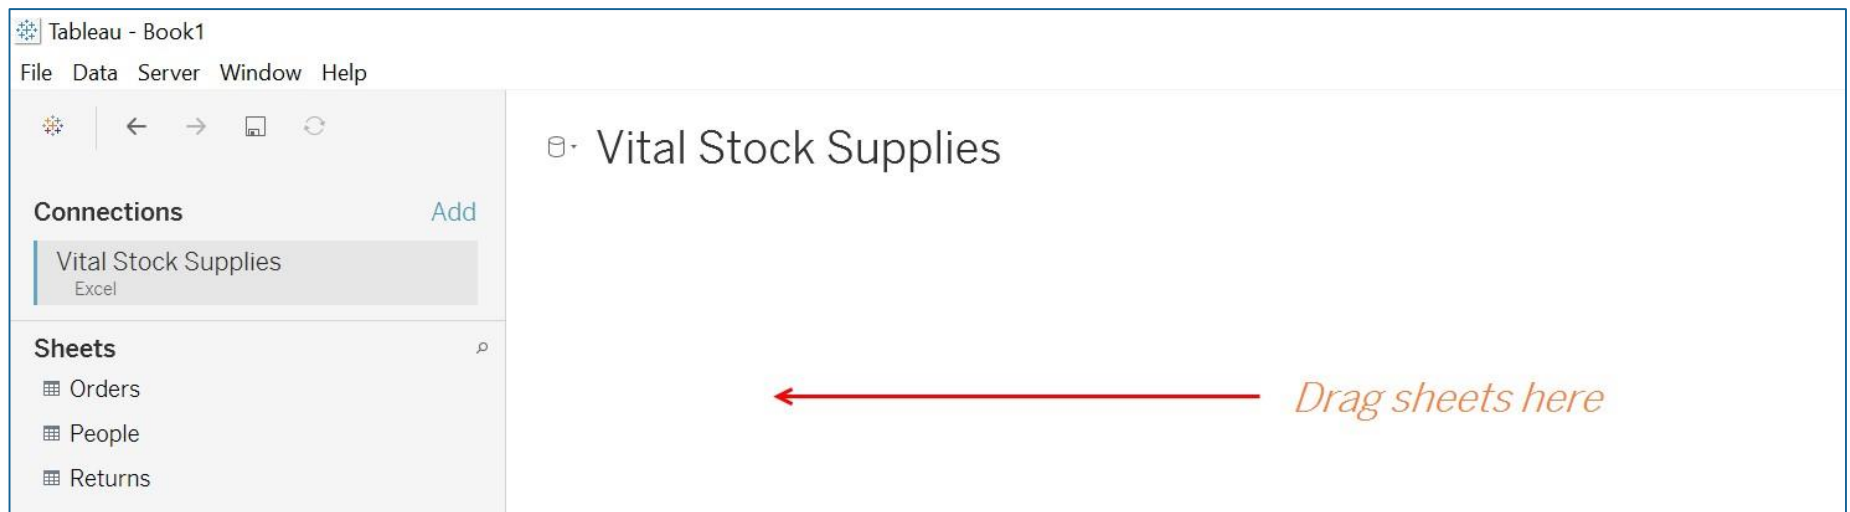 Tableau - Book1
File Data Server Window Help
Vital Stock Supplies
Connections Add
Vital Stock Supplies
Excel
Sheets
Orders
People
Returns
Drag sheets here